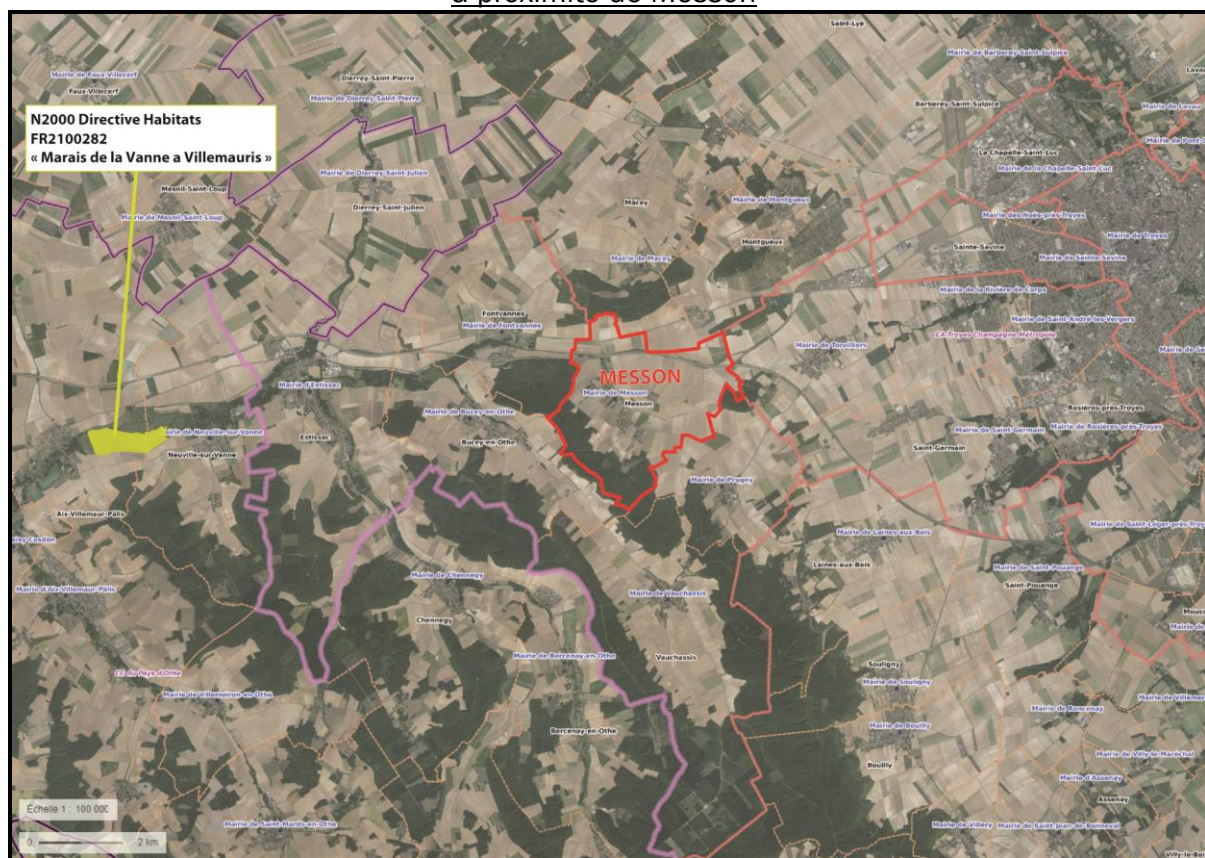 à proximité de Messon
Saint-Lye
Mairie de Barberey-Saint-Sulpice
Mairie de Faux-Villecerf
Faux-Villecerf
Dierrey-Saint-Pierre
Mairie de Dierrey-Saint-Pierre
Barberey-Saint-Sulpice
Mairie de Lavau
N2000 Directive Habitats
FR2100282
« Marais de la Vanne a Villemauris »
La Chapelle-Saint-Luc
Mairie de la Chapelle-Saint-Luc
Mairie de Dierrey-Saint-Julien
Mesnil-Saint-Loup
Mairie de Mesnil-Saint-Loup
Dierrey-Saint-Julien
Macey
Mairie de Montgueux
Mairie des Noës-près-Troyes
Montgueux
Mairie de Troyes
Sainte-Savine
Mairie de Sainte-Savine
Mairie de Macey
Mairie de la Rivière-de-Corps
Fontvannes
Mairie de Fontvannes
Mairie de Saint-André-les-Vergers
CA Troyes Champagne Métropole
Mairie de Torvilliers
MESSON
Mairie d'Estissac
Mairie de Messon
Messon
Mairie de Bucey-en-Othe
Rosières-près-Troyes
Mairie de Neuville-sur-Vanne
Estissac
Bucey-en-Othe
Mairie de Saint-Germain
Mairie de Rosières-près-Troyes
Neuville-sur-Vanne
Saint-Germain
Mairie de Prugny
Aix-Villemaur-Pâlis
Mairie de Laines-aux-Bois
Laines-aux-Bois
Mairie de Saint-Pouange
Saint-Pouange
Mairie d'Aix-Villemaur-Pâlis
Mairie de Chennegy
Mairie de Vauchassis
Chennegy
Mairie de Bercenay-en-Othe
Vauchassis
CC du Pays d'Othe
Mairie de Villemoiron-en-Othe
Souligny
Mairie de Souligny
Mairie de Roncenay
Mairie de Bouilly
Bercenay-en-Othe
Mairie de Villy-le-Maréchal
Bouilly
Mairie d'Assenay
Assenay
Échelle 1 : 100 000
Mairie de Saint-Mards-en-Othe
Mairie de Villery
Mairie de Saint-Jean-de-Bonneval
0
2 km